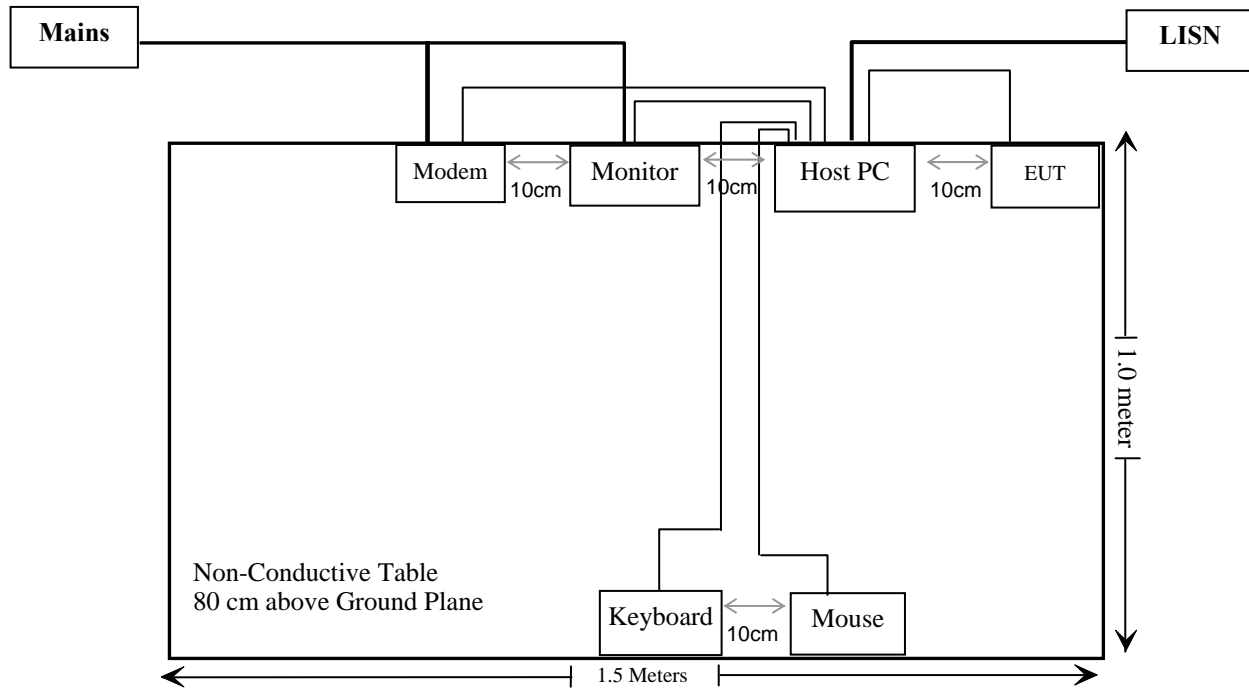 Mains
LISN
Modem
10cm
Monitor
10cm
Host PC
10cm
EUT
1.0 meter
Non-Conductive Table
80 cm above Ground Plane
Keyboard
10cm
Mouse
1.5 Meters